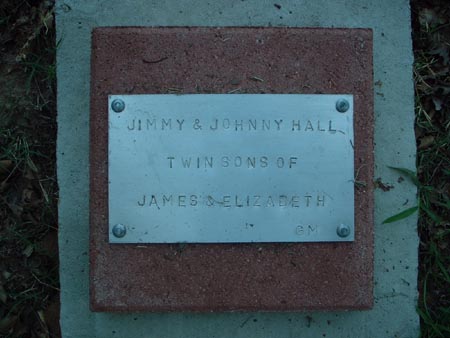 JIMMY & JOHNNY HALL
TWIN SONS OF
JAMES & ELIZABETH
GM